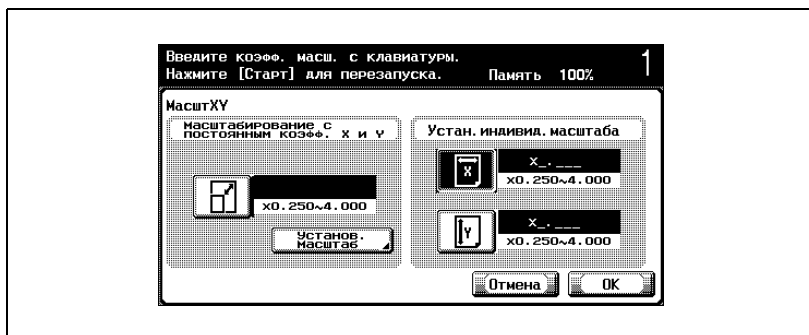 Введите коэфф. масш. с клавиатуры.
Нажмите [Старт] для перезапуска. Память 100% 1
МасштXY
Масштабирование с
постоянным коэфф. X и Y
x0.250~4.000
Установ.
масштаб
Устан. индивид. масштаба
X
x_.___
x0.250~4.000
Y
x_.___
x0.250~4.000
Отмена OK